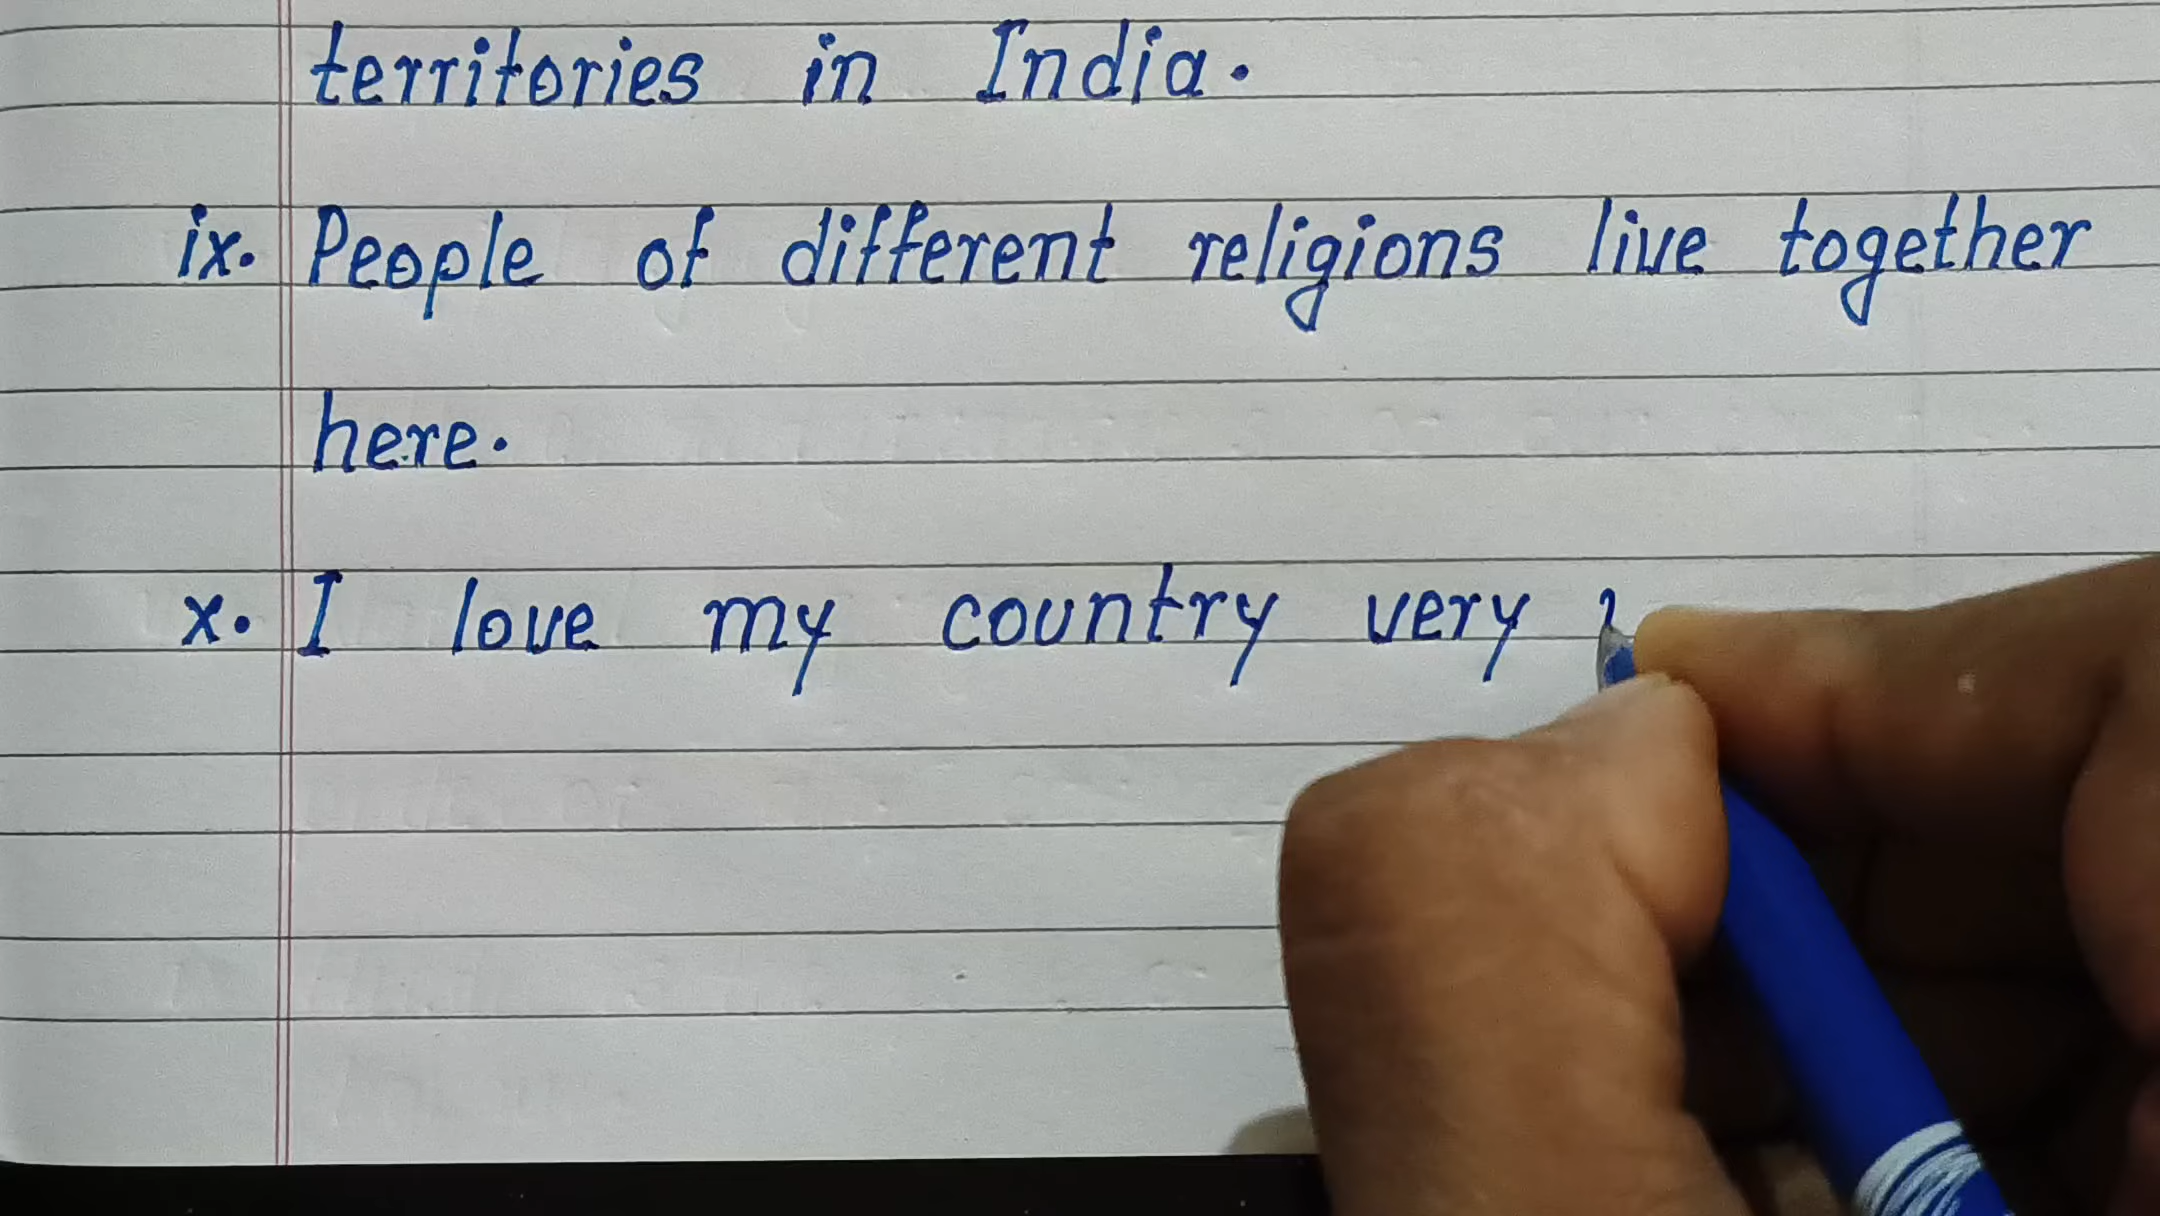 territories in India.
ix. People of different religions live together
here.
x. I love my country very